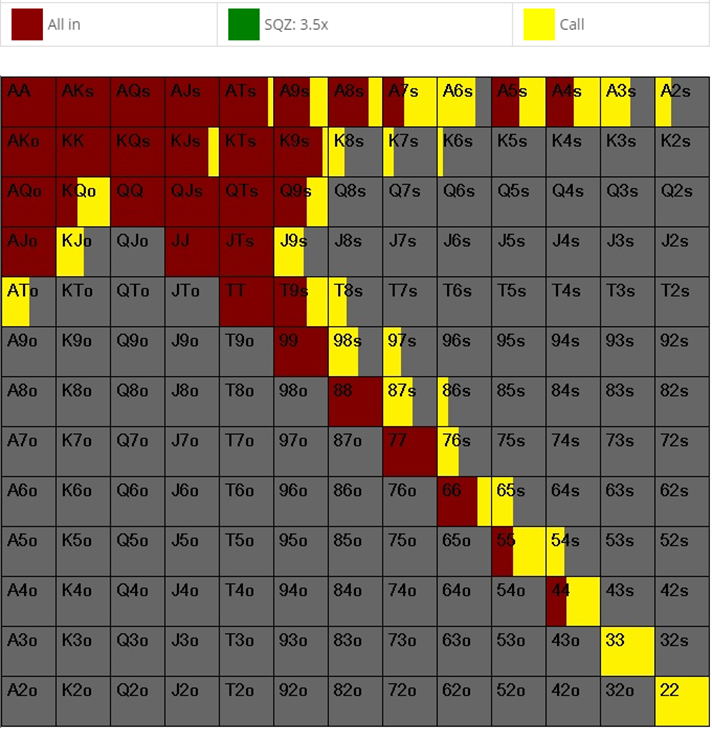 All in SQZ: 3.5x Call
AA AKs AQs AJs ATs A9s A8s A7s A6s A5s A4s A3s A2s
AKo KK KQs KJs KTs K9s K8s K7s K6s K5s K4s K3s K2s
AQo KQo QQ QJs QTs Q9s Q8s Q7s Q6s Q5s Q4s Q3s Q2s
AJo KJo QJo JJ JTs J9s J8s J7s J6s J5s J4s J3s J2s
ATo KTo QTo JTo TT T9s T8s T7s T6s T5s T4s T3s T2s
A9o K9o Q9o J9o T9o 99 98s 97s 96s 95s 94s 93s 92s
A8o K8o Q8o J8o T8o 98o 88 87s 86s 85s 84s 83s 82s
A7o K7o Q7o J7o T7o 97o 87o 77 76s 75s 74s 73s 72s
A6o K6o Q6o J6o T6o 96o 86o 76o 66 65s 64s 63s 62s
A5o K5o Q5o J5o T5o 95o 85o 75o 65o 55 54s 53s 52s
A4o K4o Q4o J4o T4o 94o 84o 74o 64o 54o 44 43s 42s
A3o K3o Q3o J3o T3o 93o 83o 73o 63o 53o 43o 33 32s
A2o K2o Q2o J2o T2o 92o 82o 72o 62o 52o 42o 32o 22